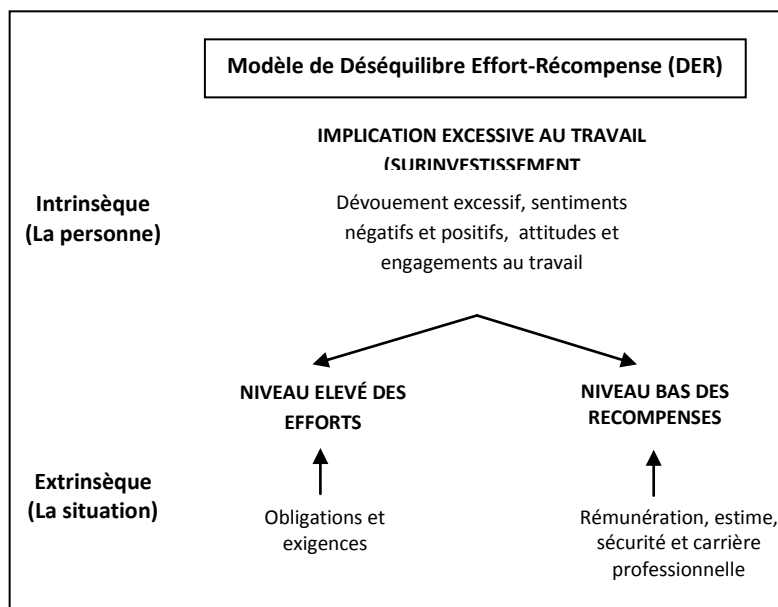 Modèle de Déséquilibre Effort-Récompense (DER)
IMPLICATION EXCESSIVE AU TRAVAIL
(SURINVESTISSEMENT
Intrinsèque
(La personne)
Dévouement excessif, sentiments
négatifs et positifs, attitudes et
engagements au travail
NIVEAU ELEVÉ DES
EFFORTS
NIVEAU BAS DES
RECOMPENSES
Extrinsèque
(La situation)
Obligations et
exigences
Rémunération, estime,
sécurité et carrière
professionnelle